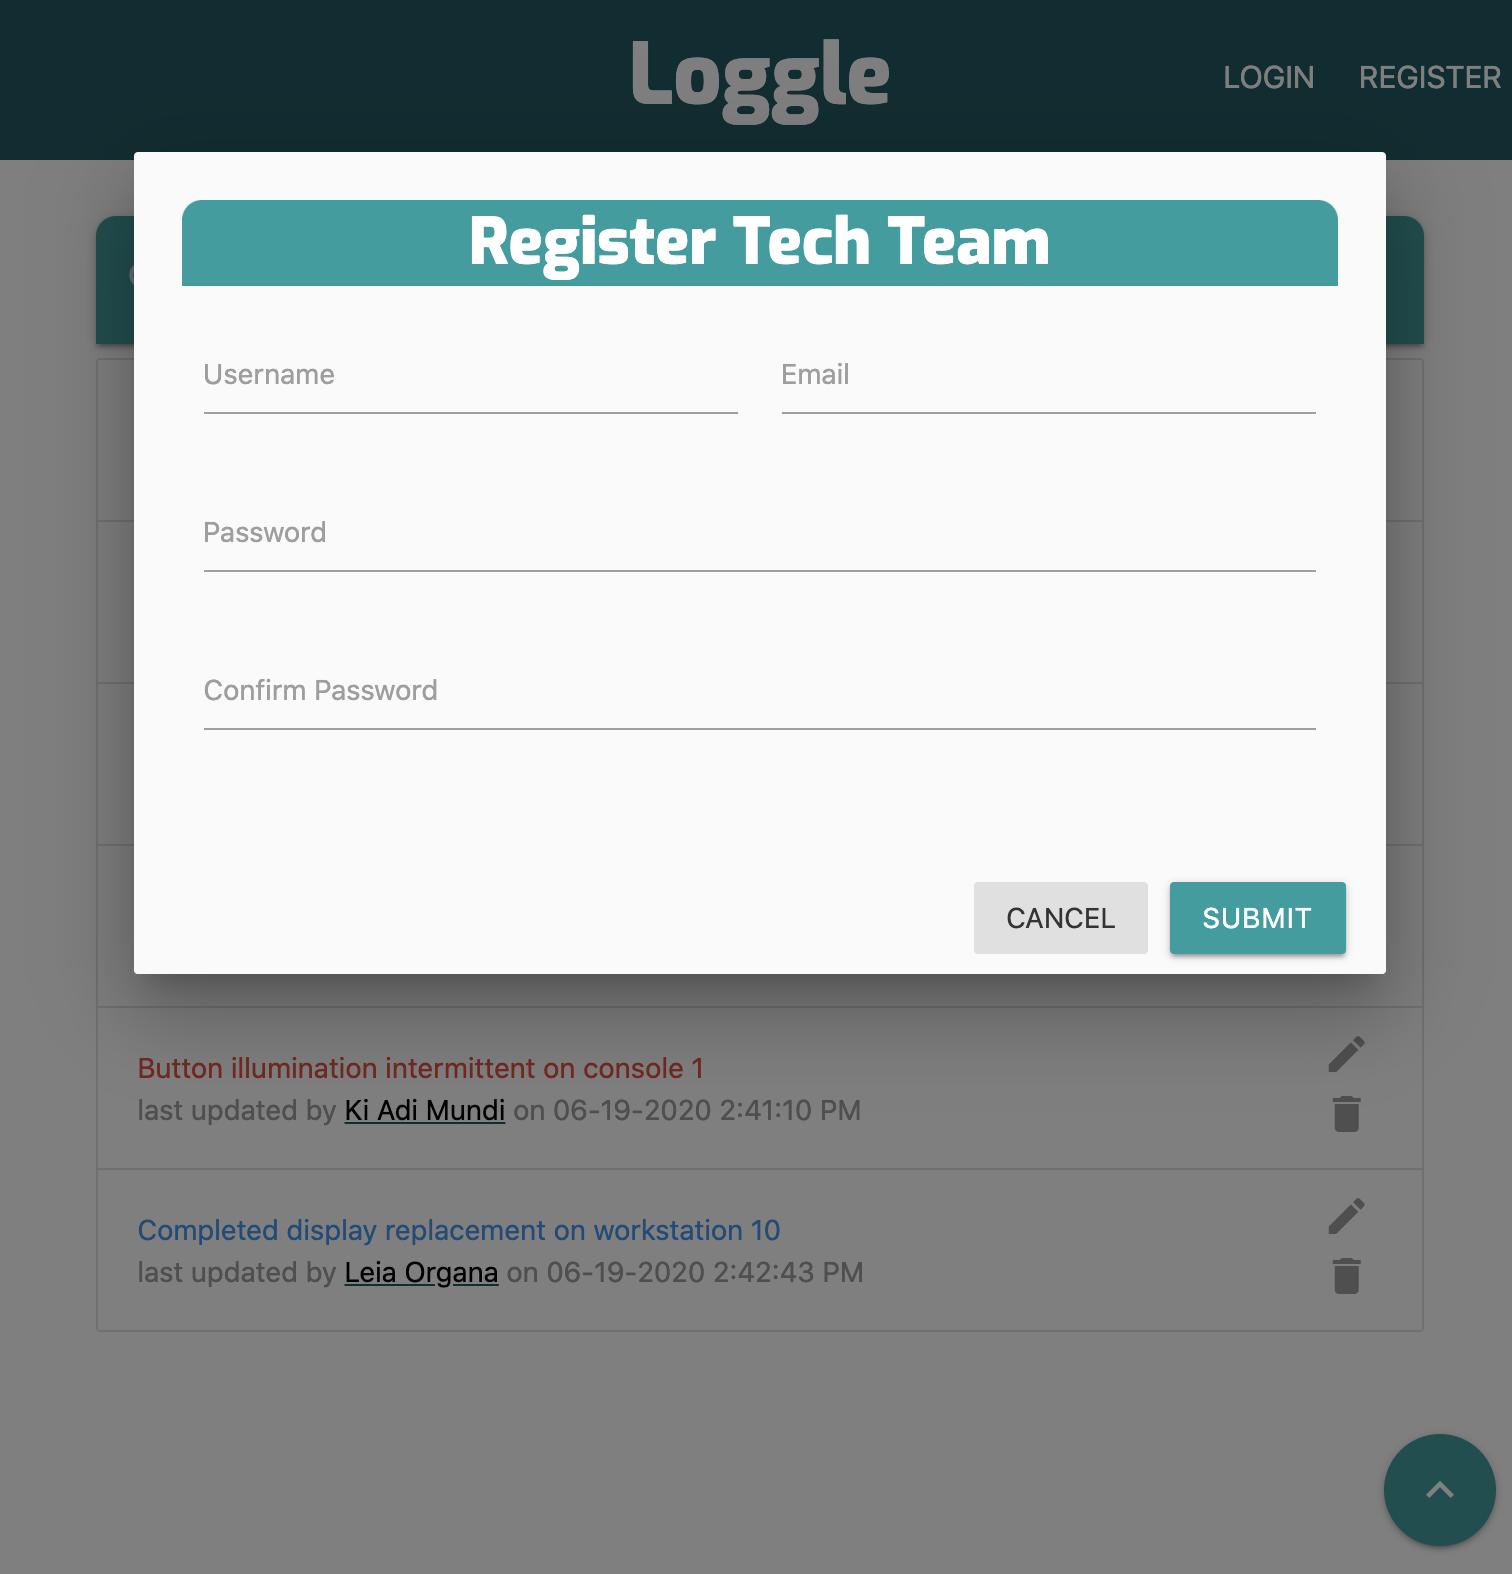 Loggle
LOGIN REGISTER
Register Tech Team
Username Email
Password
Confirm Password
CANCEL SUBMIT
Button illumination intermittent on console 1
last updated by Ki Adi Mundi on 06-19-2020 2:41:10 PM
Completed display replacement on workstation 10
last updated by Leia Organa on 06-19-2020 2:42:43 PM